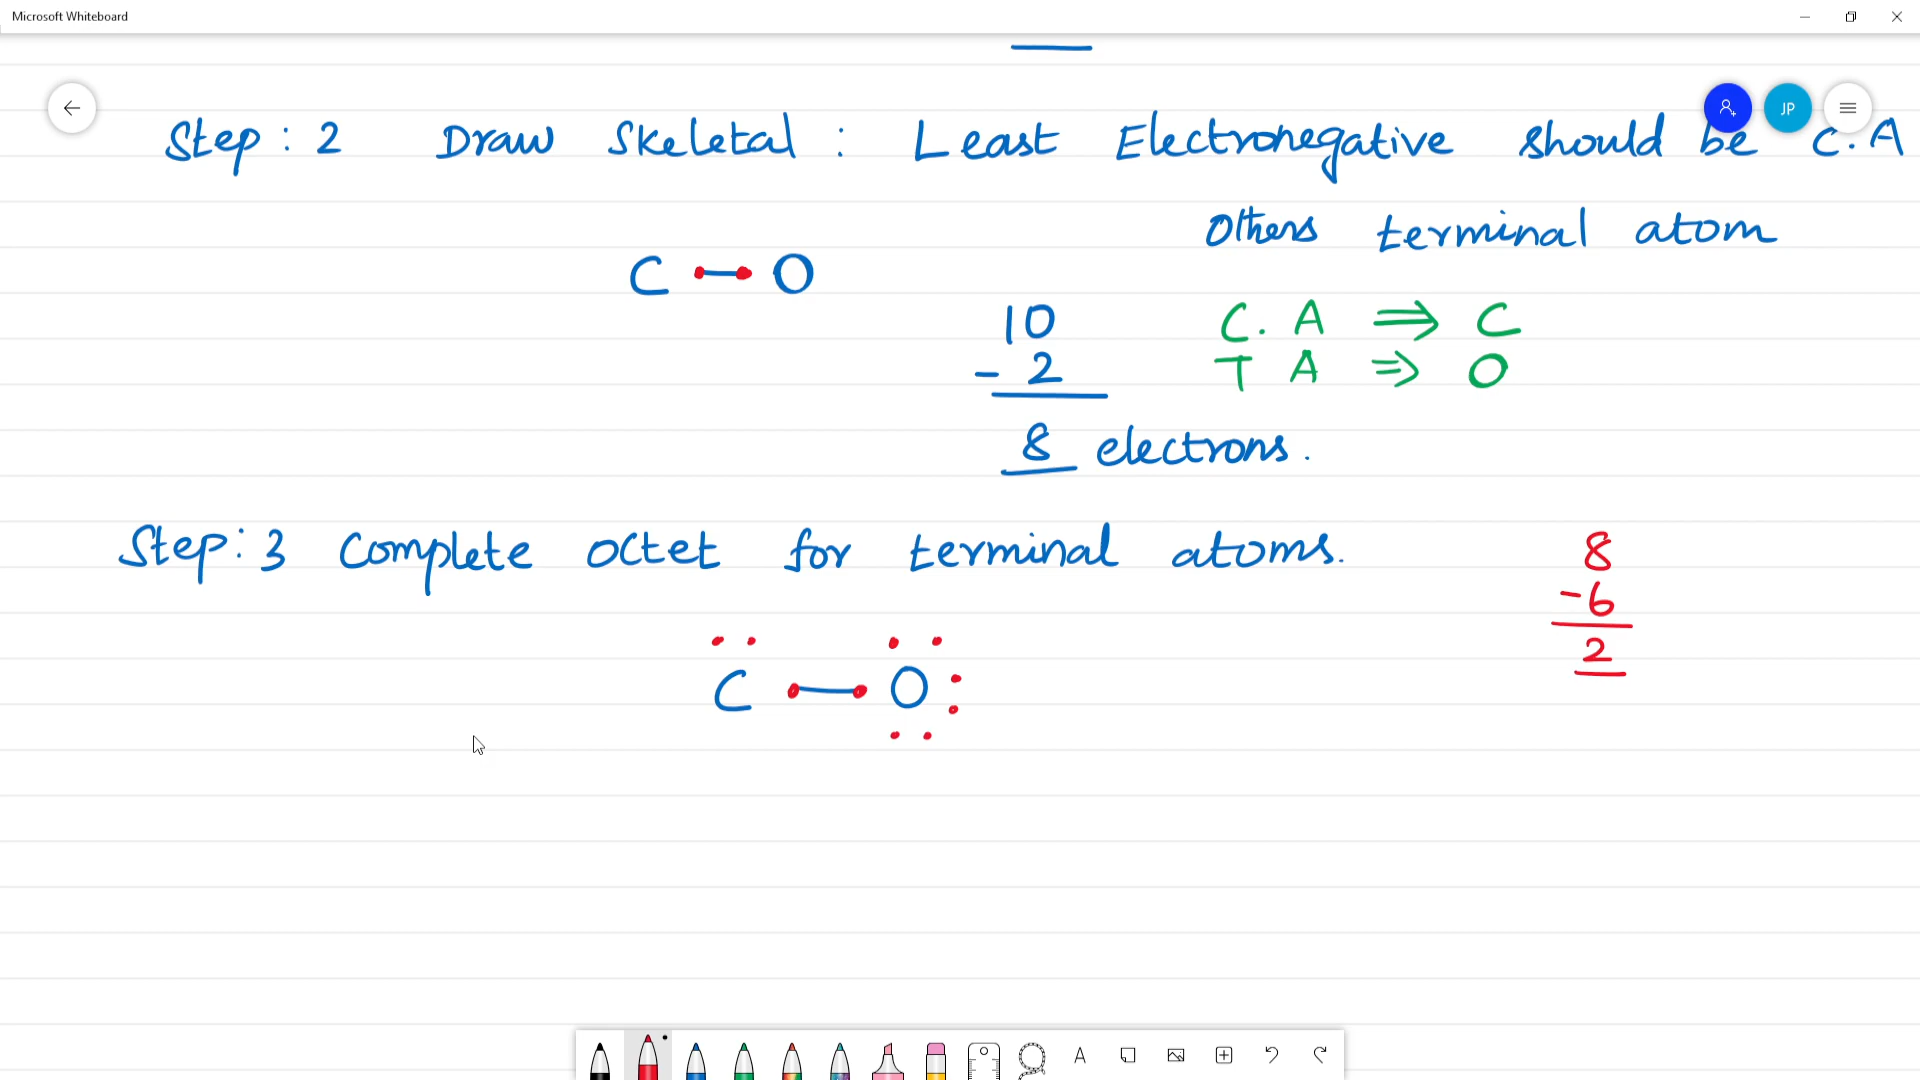 Microsoft Whiteboard
JP
Step : 2 Draw Skeletal : Least Electronegative should be C.A
Others terminal atom
C O
10
- 2
8 electrons.
C. A ⇒ C
T A ⇒ O
Step: 3 Complete octet for terminal atoms.
8
-6
2
C O
A